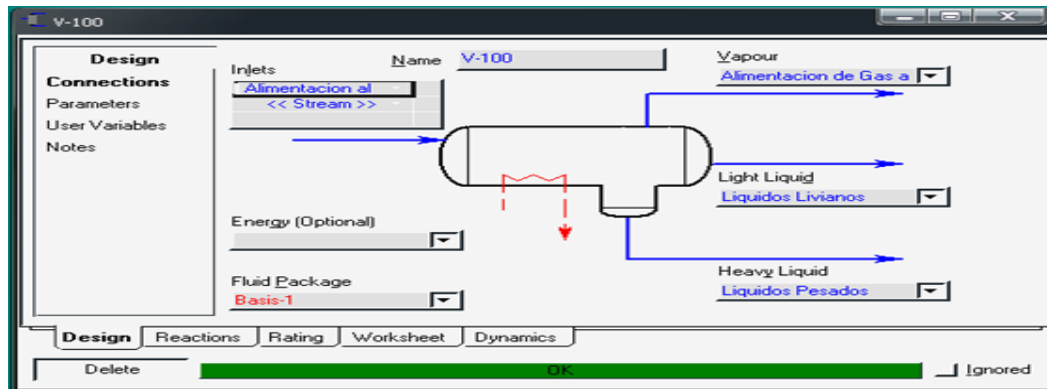 V-100
Design
Connections
Parameters
User Variables
Notes
Inlets
Alimentacion al
<< Stream >>
Name V-100
Vapour
Alimentacion de Gas a
Light Liquid
Liquidos Livianos
Energy (Optional)
Fluid Package
Basis-1
Heavy Liquid
Liquidos Pesados
Design Reactions Rating Worksheet Dynamics
Delete OK Ignored